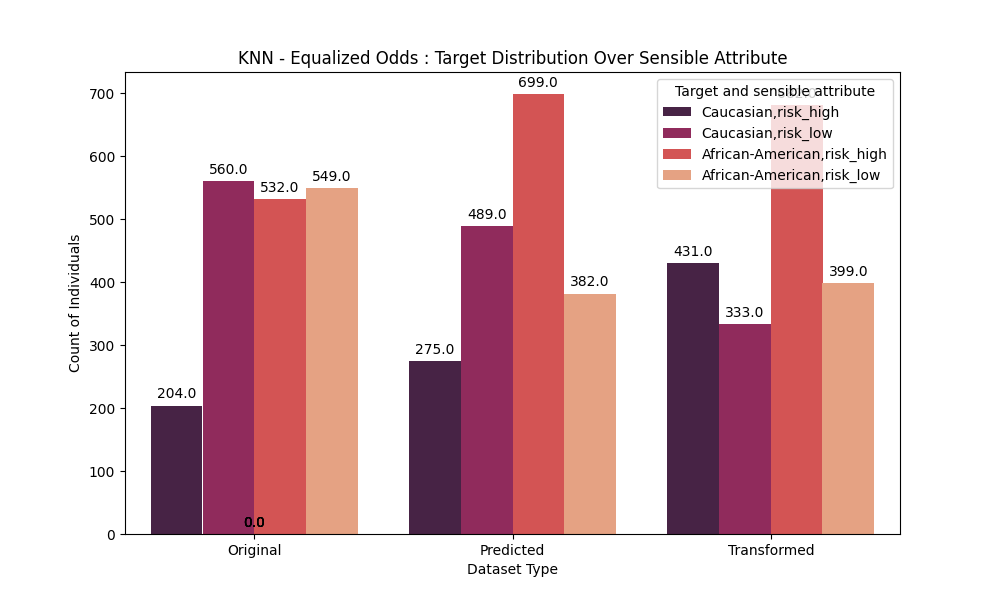 KNN - Equalized Odds : Target Distribution Over Sensible Attribute
Target and sensible attribute
Caucasian,risk_high
Caucasian,risk_low
African-American,risk_high
African-American,risk_low
Count of Individuals
700
600
500
400
300
200
100
0
204.0
560.0
532.0
549.0
0.0
275.0
489.0
699.0
382.0
431.0
333.0
399.0
Original
Predicted
Transformed
Dataset Type